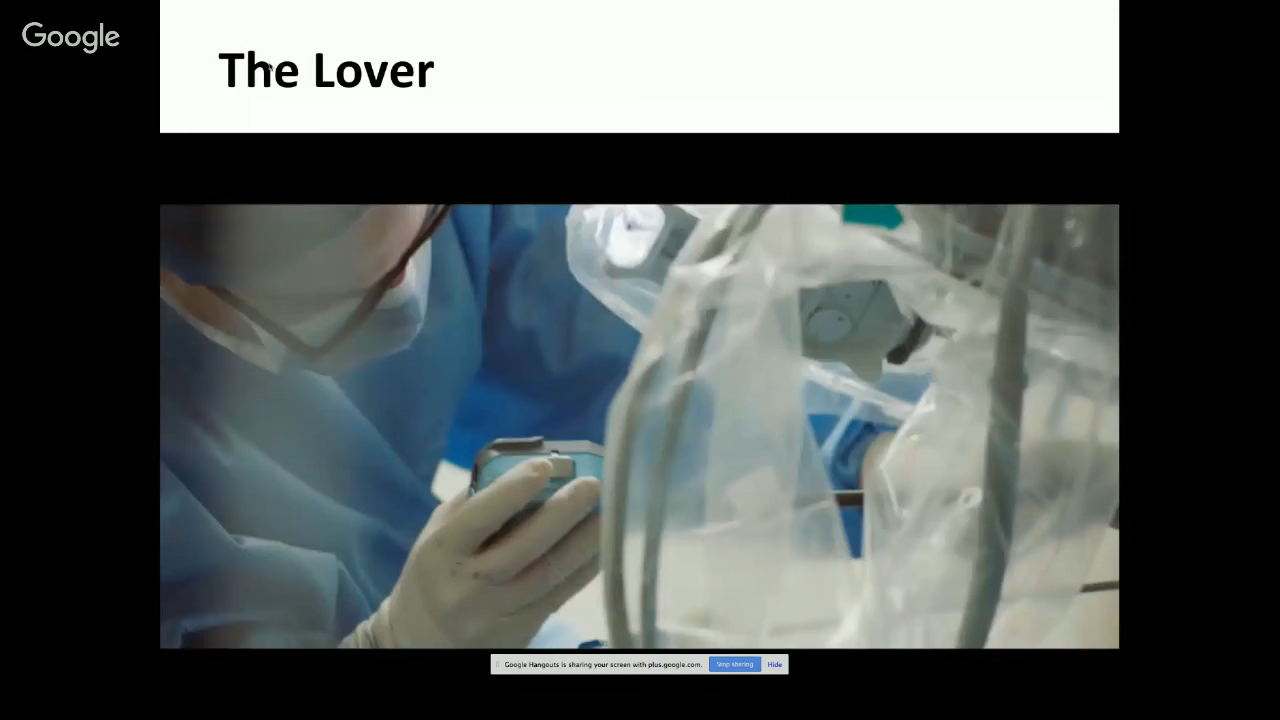 Google
The Lover
Google Hangouts is sharing your screen with plus.google.com.
Stop sharing
Hide